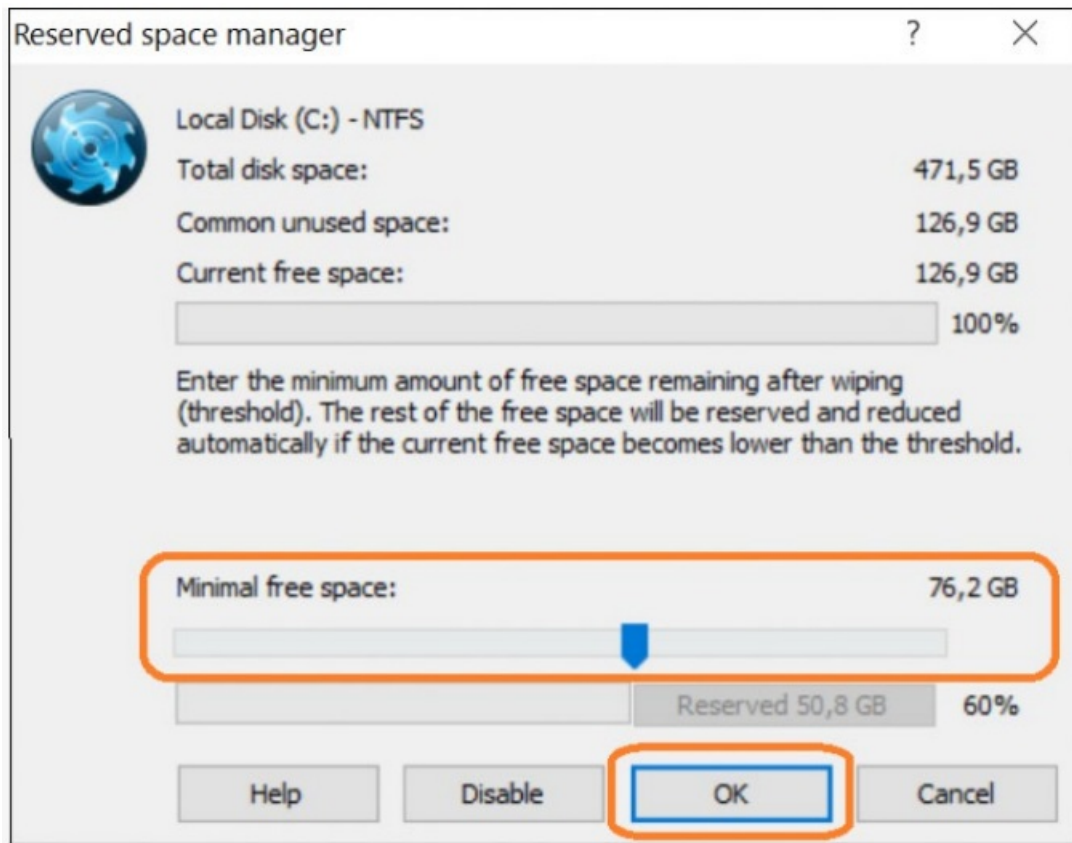 Reserved space manager ?
Local Disk (C:) - NTFS
Total disk space: 471,5 GB
Common unused space: 126,9 GB
Current free space: 126,9 GB
100%
Enter the minimum amount of free space remaining after wiping
(threshold). The rest of the free space will be reserved and reduced
automatically if the current free space becomes lower than the threshold.
Minimal free space: 76,2 GB
Reserved 50,8 GB 60%
Help Disable OK Cancel